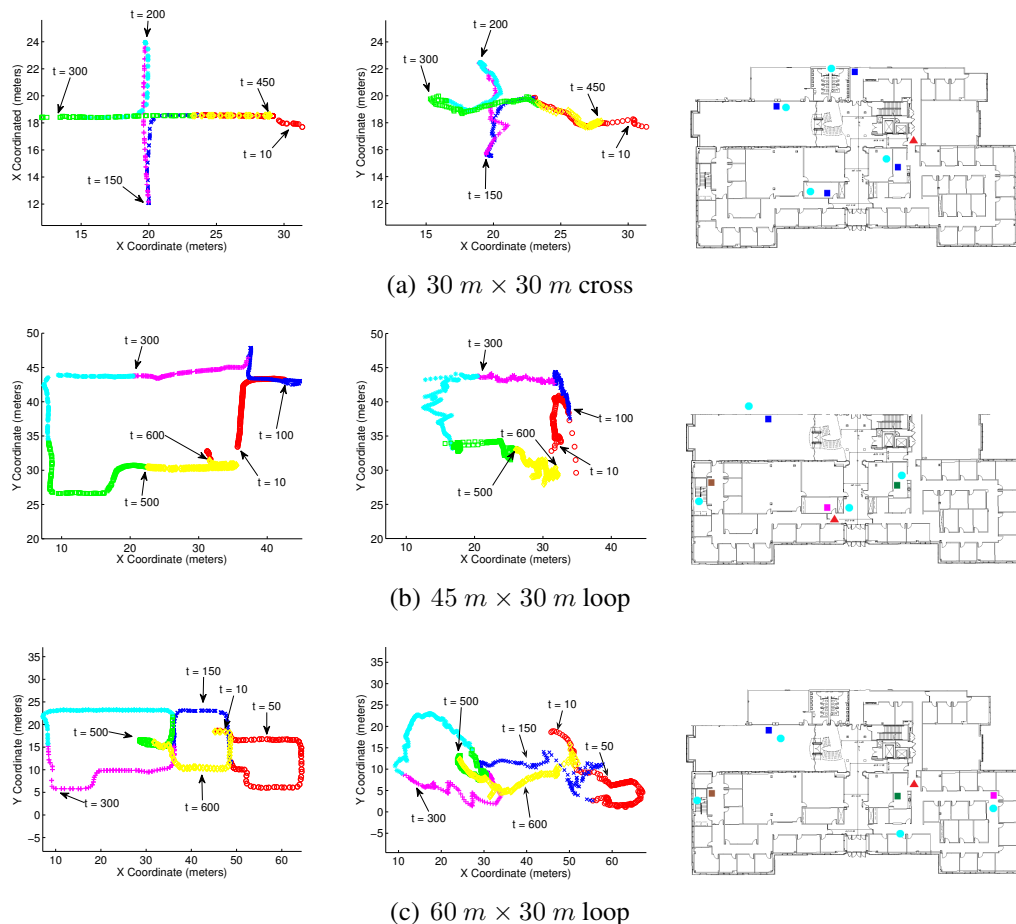 t = 200
24
22
20
18
16
14
12
X Coordinated (meters)
t = 300
t = 450
t = 10
t = 150
15 20 25 30
X Coordinate (meters)
t = 200
24
22
20
18
16
14
12
Y Coordinate (meters)
t = 300
t = 450
t = 10
t = 150
15 20 25 30
X Coordinate (meters)
(a) 30 m × 30 m cross
50
45
40
35
30
25
20
Y Coordinate (meters)
t = 300
t = 100
t = 600
t = 10
t = 500
10 20 30 40
X Coordinate (meters)
50
45
40
35
30
25
20
Y Coordinate (meters)
t = 300
t = 100
t = 600
t = 10
t = 500
10 20 30 40
X Coordinate (meters)
(b) 45 m × 30 m loop
35
30
25
20
15
10
5
0
−5
Y Coordinate (meters)
t = 150
t = 10
t = 50
t = 500
t = 300
t = 600
10 20 30 40 50 60
X Coordinate (meters)
35
30
25
20
15
10
5
0
−5
Y Coordinate (meters)
t = 500
t = 10
t = 150
t = 50
t = 300
t = 600
10 20 30 40 50 60
X Coordinate (meters)
(c) 60 m × 30 m loop